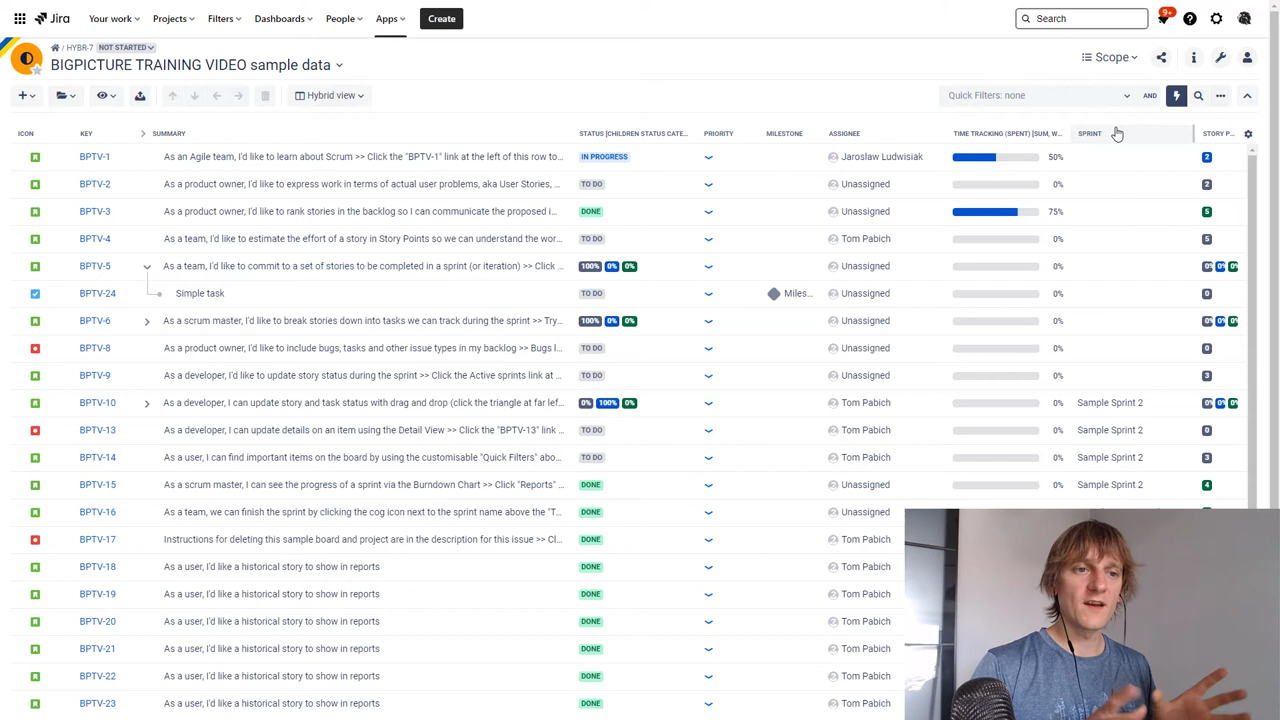 Jira Your work Projects Filters Dashboards People Apps Create Search 9+
/ HYBR-7 NOT STARTED
BIGPICTURE TRAINING VIDEO sample data Scope
Hybrid view Quick Filters: none AND
ICON KEY SUMMARY STATUS [CHILDREN STATUS CATE... PRIORITY MILESTONE ASSIGNEE TIME TRACKING (SPENT) [SUM, W... SPRINT STORY P...
BPTV-1 As an Agile team, I'd like to learn about Scrum >> Click the "BPTV-1" link at the left of this row to... IN PROGRESS Jaroslaw Ludwisiak 50% 2
BPTV-2 As a product owner, I'd like to express work in terms of actual user problems, aka User Stories, ... TO DO Unassigned 0% 2
BPTV-3 As a product owner, I'd like to rank stories in the backlog so I can communicate the proposed i... DONE Unassigned 75% 5
BPTV-4 As a team, I'd like to estimate the effort of a story in Story Points so we can understand the wor... TO DO Tom Pabich 0% 5
BPTV-5 As a team, I'd like to commit to a set of stories to be completed in a sprint (or iteration) >> Click ... 100% 0% 0% Unassigned 0% 0% 0% 0%
BPTV-24 Simple task TO DO Miles... Unassigned 0% 0
BPTV-6 As a scrum master, I'd like to break stories down into tasks we can track during the sprint >> Try... 100% 0% 0% Unassigned 0% 0% 0% 0%
BPTV-8 As a product owner, I'd like to include bugs, tasks and other issue types in my backlog >> Bugs l... TO DO Unassigned 0% 0
BPTV-9 As a developer, I'd like to update story status during the sprint >> Click the Active sprints link at ... TO DO Unassigned 0% 3
BPTV-10 As a developer, I can update story and task status with drag and drop (click the triangle at far lef... 0% 100% 0% Tom Pabich 0% Sample Sprint 2 0% 0% 0%
BPTV-13 As a developer, I can update details on an item using the Detail View >> Click the "BPTV-13" link ... TO DO Tom Pabich 0% Sample Sprint 2 0
BPTV-14 As a user, I can find important items on the board by using the customisable "Quick Filters" abo... TO DO Tom Pabich 0% Sample Sprint 2 3
BPTV-15 As a scrum master, I can see the progress of a sprint via the Burndown Chart >> Click "Reports" ... DONE Unassigned 0% Sample Sprint 2 4
BPTV-16 As a team, we can finish the sprint by clicking the cog icon next to the sprint name above the "T... DONE Unassigned
BPTV-17 Instructions for deleting this sample board and project are in the description for this issue >> Cl... DONE Tom Pabich
BPTV-18 As a user, I'd like a historical story to show in reports DONE Tom Pabich
BPTV-19 As a user, I'd like a historical story to show in reports DONE Tom Pabich
BPTV-20 As a user, I'd like a historical story to show in reports DONE Tom Pabich
BPTV-21 As a user, I'd like a historical story to show in reports DONE Tom Pabich
BPTV-22 As a user, I'd like a historical story to show in reports DONE Tom Pabich
BPTV-23 As a user, I'd like a historical story to show in reports DONE Tom Pabich